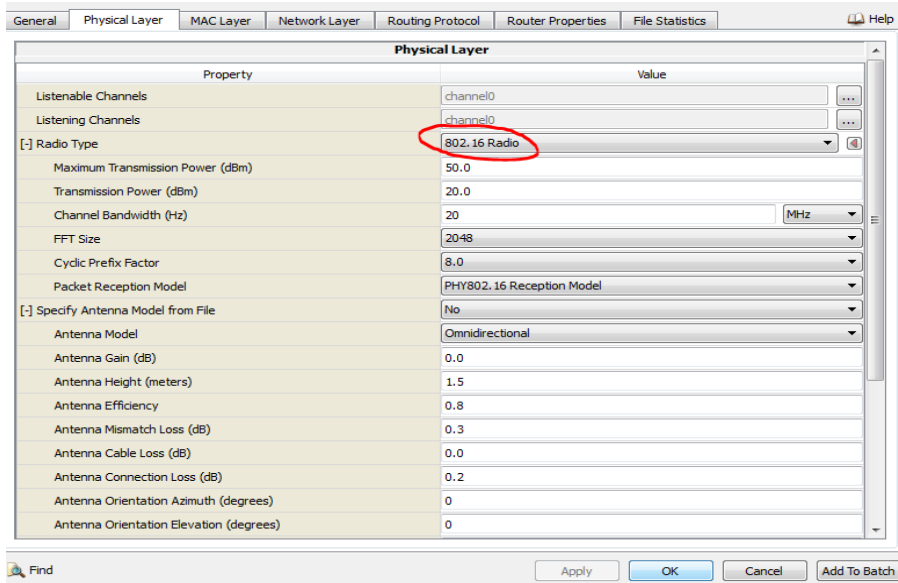 General Physical Layer MAC Layer Network Layer Routing Protocol Router Properties File Statistics Help
Physical Layer
Property Value
Listenable Channels channel0 ...
Listening Channels channel0 ...
[-] Radio Type 802.16 Radio
Maximum Transmission Power (dBm) 50.0
Transmission Power (dBm) 20.0
Channel Bandwidth (Hz) 20 MHz
FFT Size 2048
Cyclic Prefix Factor 8.0
Packet Reception Model PHY802.16 Reception Model
[-] Specify Antenna Model from File No
Antenna Model Omnidirectional
Antenna Gain (dB) 0.0
Antenna Height (meters) 1.5
Antenna Efficiency 0.8
Antenna Mismatch Loss (dB) 0.3
Antenna Cable Loss (dB) 0.0
Antenna Connection Loss (dB) 0.2
Antenna Orientation Azimuth (degrees) 0
Antenna Orientation Elevation (degrees) 0
Find Apply OK Cancel Add To Batch